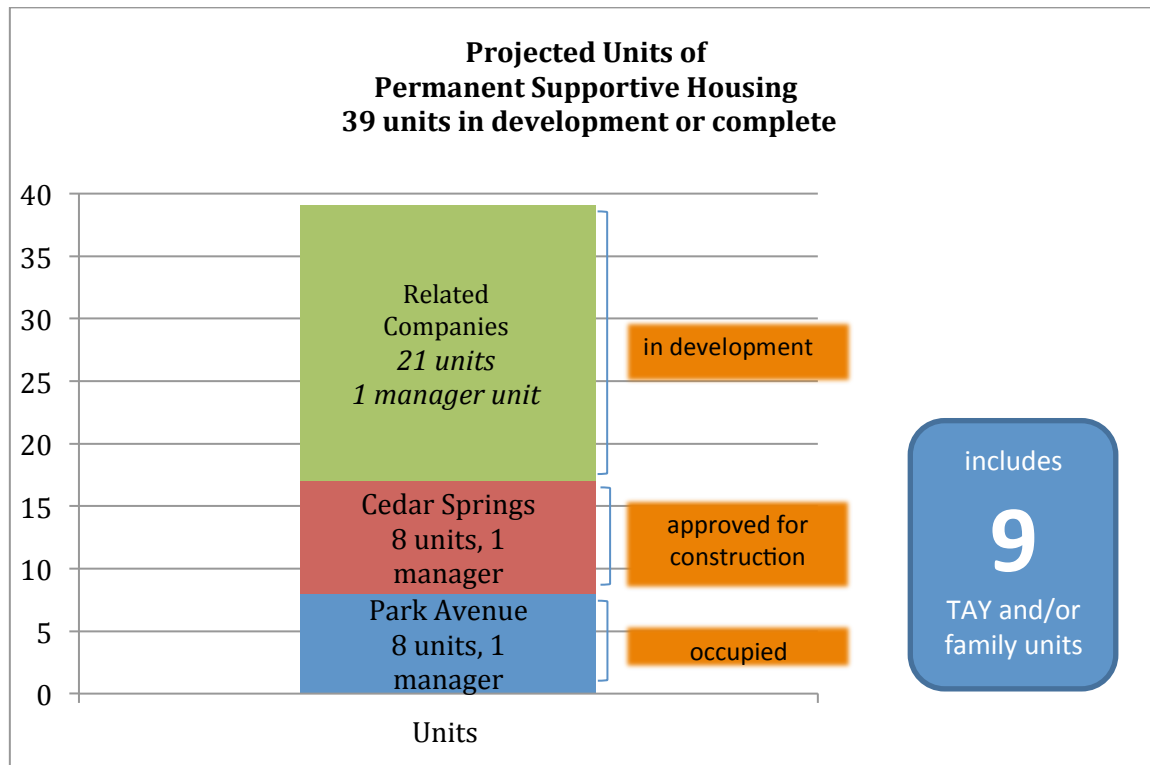 Projected Units of
Permanent Supportive Housing
39 units in development or complete
40
35
30
25
20
15
10
5
0
Related
Companies
21 units
1 manager unit
in development
Cedar Springs
8 units, 1
manager
approved for
construction
Park Avenue
8 units, 1
manager
occupied
Units
includes
9
TAY and/or
family units